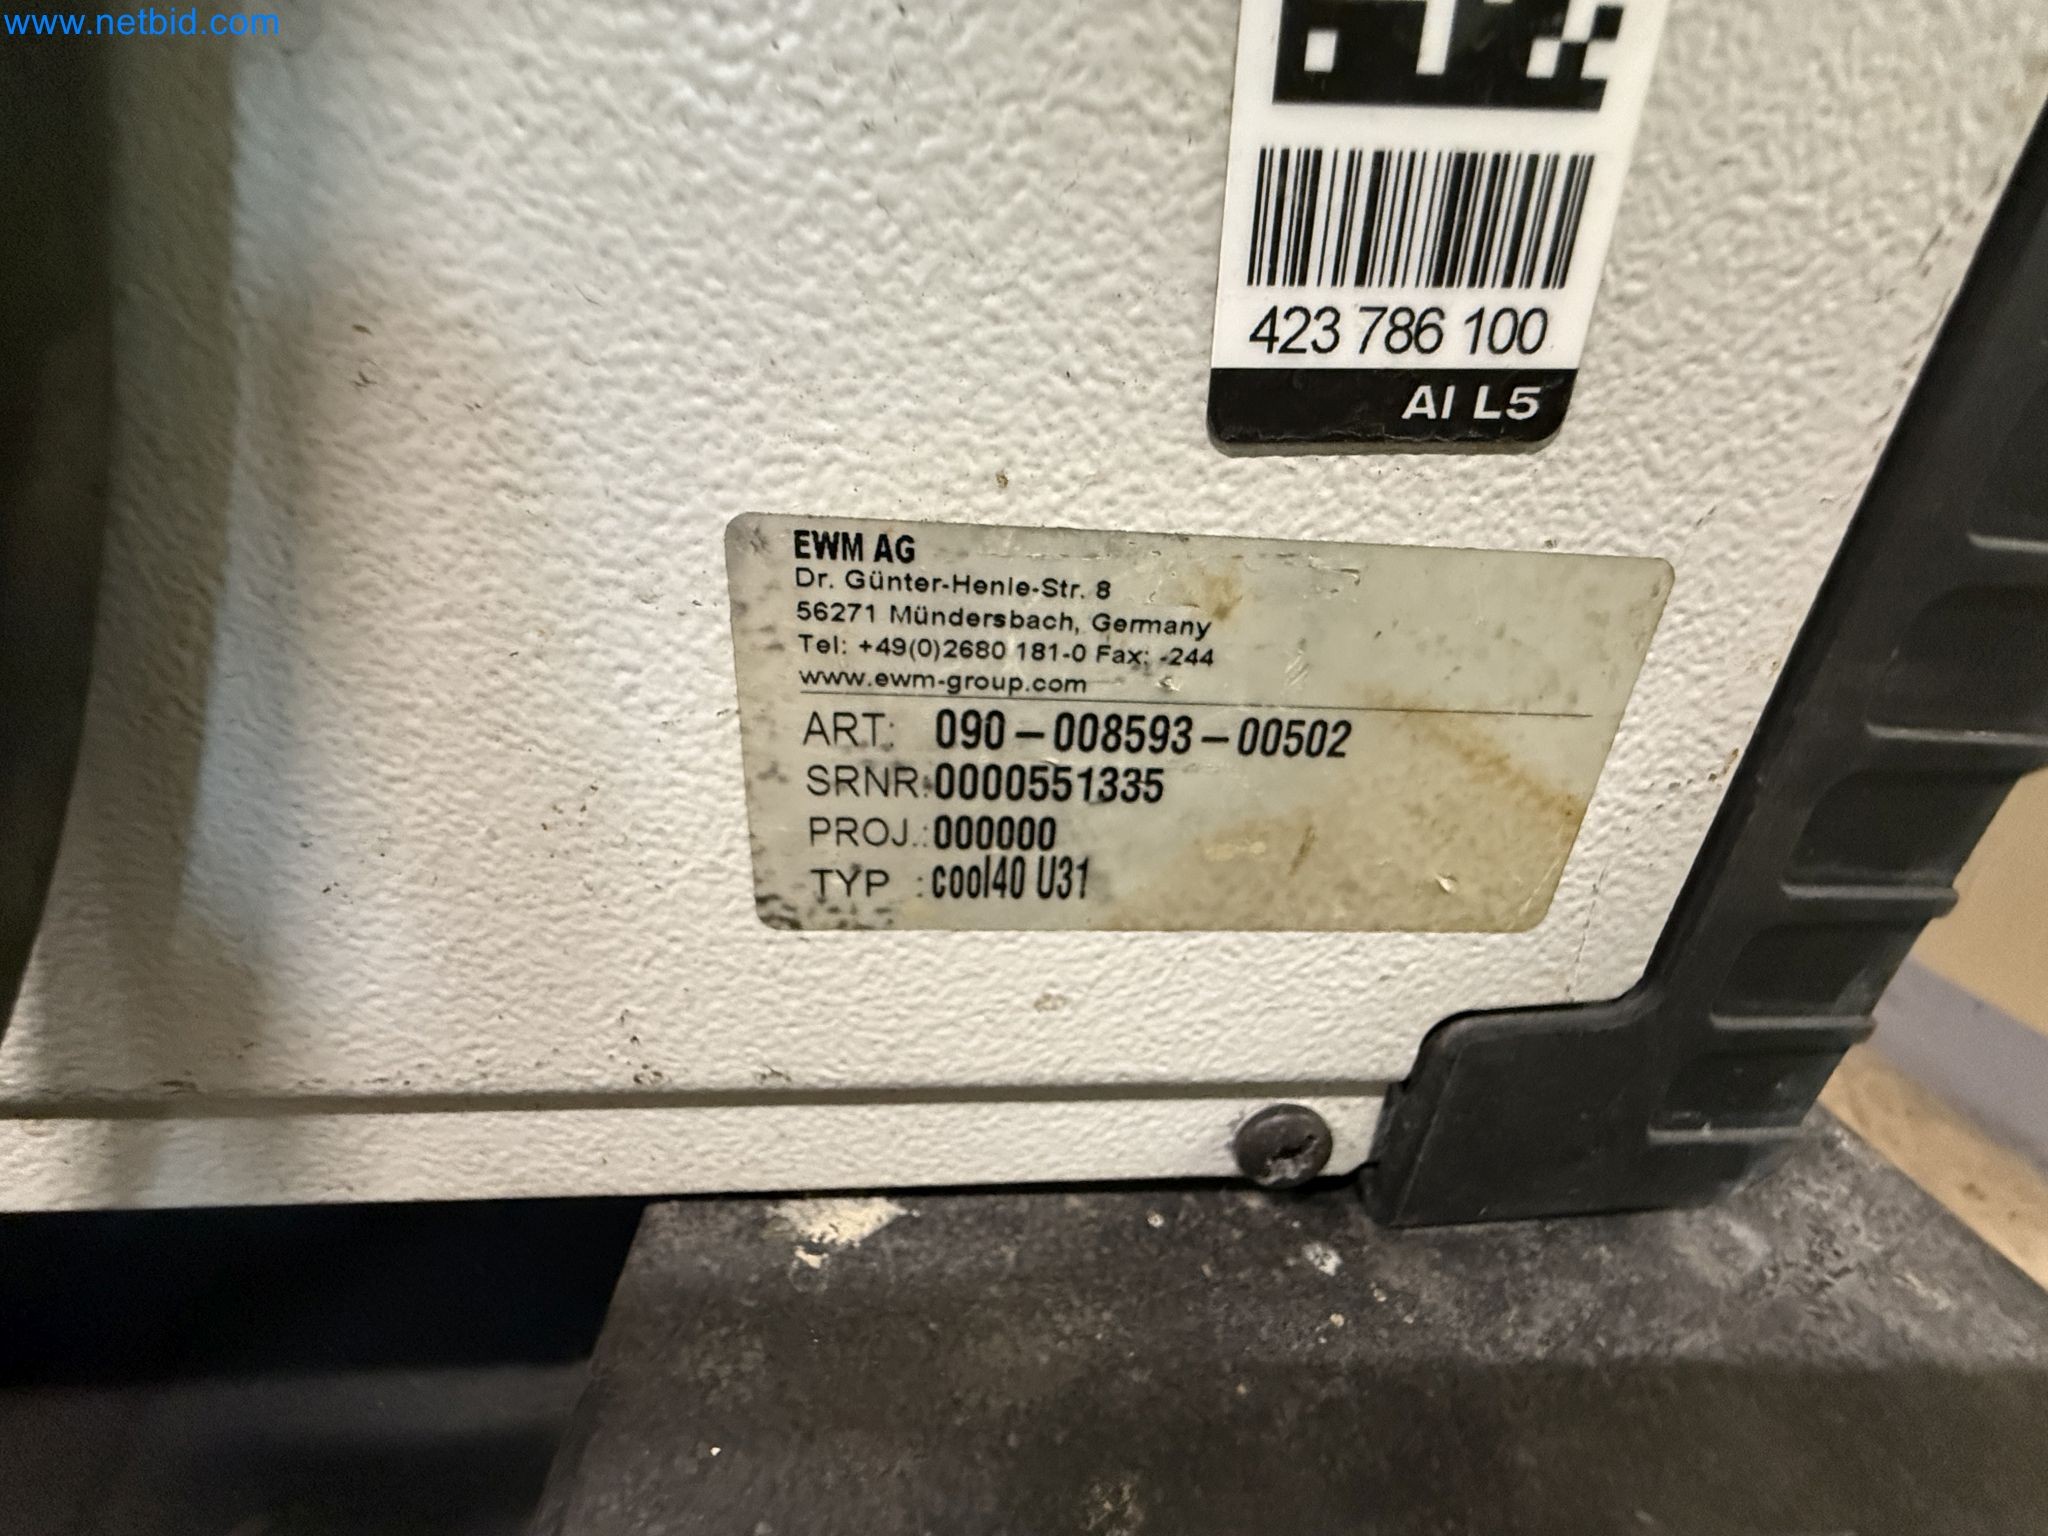 www.netbid.com
423 786 100
AI L5
EWM AG
Dr. Günter-Henle-Str. 8
56271 Mündersbach, Germany
Tel: +49(0)2680 181-0 Fax: -244
www.ewm-group.com
ART: 090-008593-00502
SRNR:0000551335
PROJ.:000000
TYP :cool40 U31